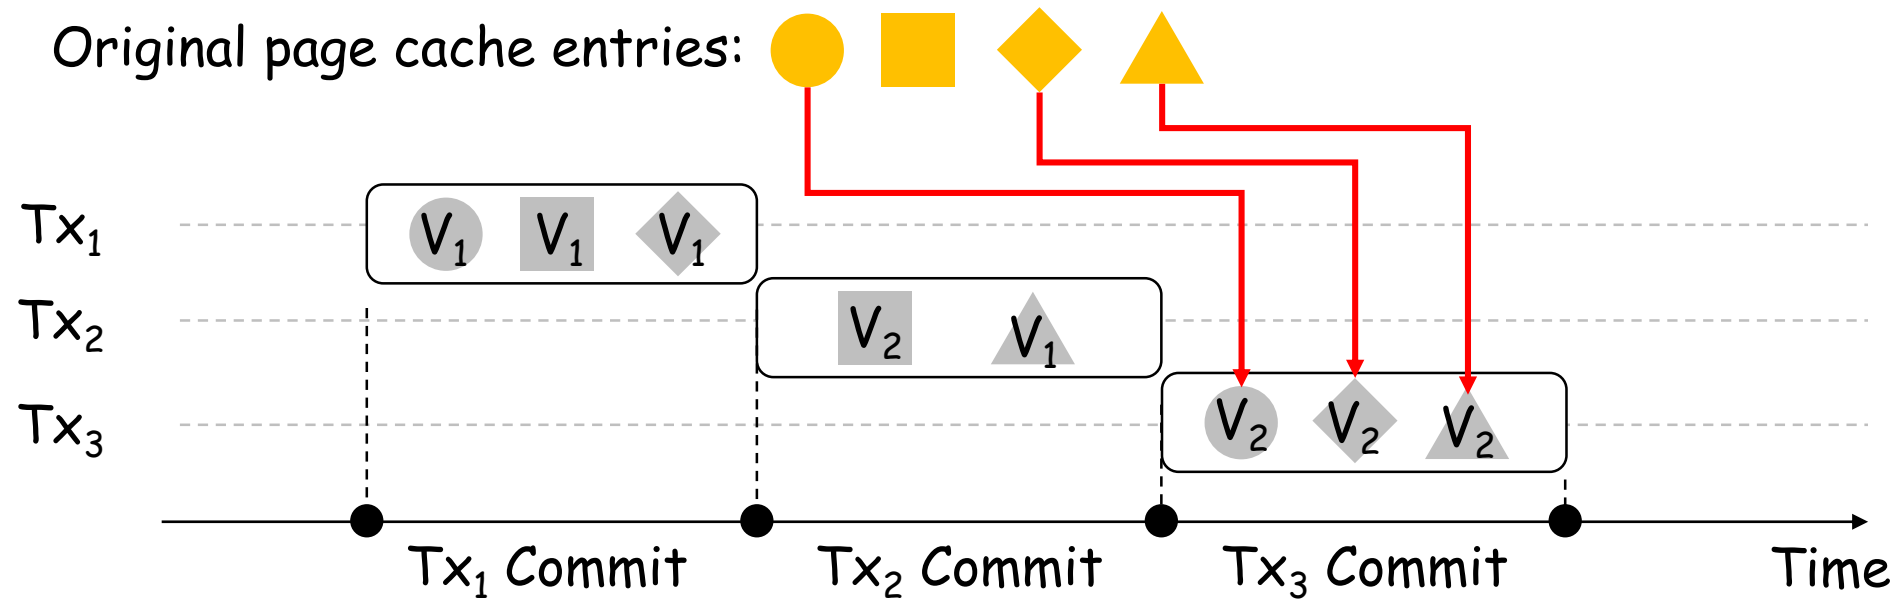 Original page cache entries:
Tx1 V1 V1 V1
Tx2 V2 V1
Tx3 V2 V2 V2
Tx1 Commit Tx2 Commit Tx3 Commit Time